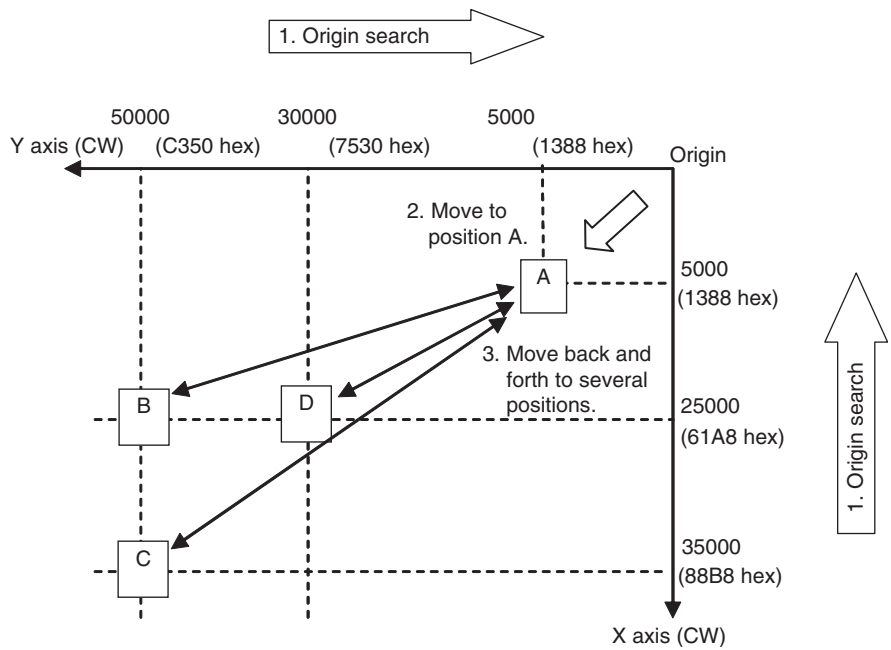 1. Origin search
50000
30000
5000
Y axis (CW)
(C350 hex)
(7530 hex)
(1388 hex)
Origin
2. Move to
position A.
A
5000
(1388 hex)
3. Move back and
forth to several
positions.
B
D
25000
(61A8 hex)
1. Origin search
C
35000
(88B8 hex)
X axis (CW)